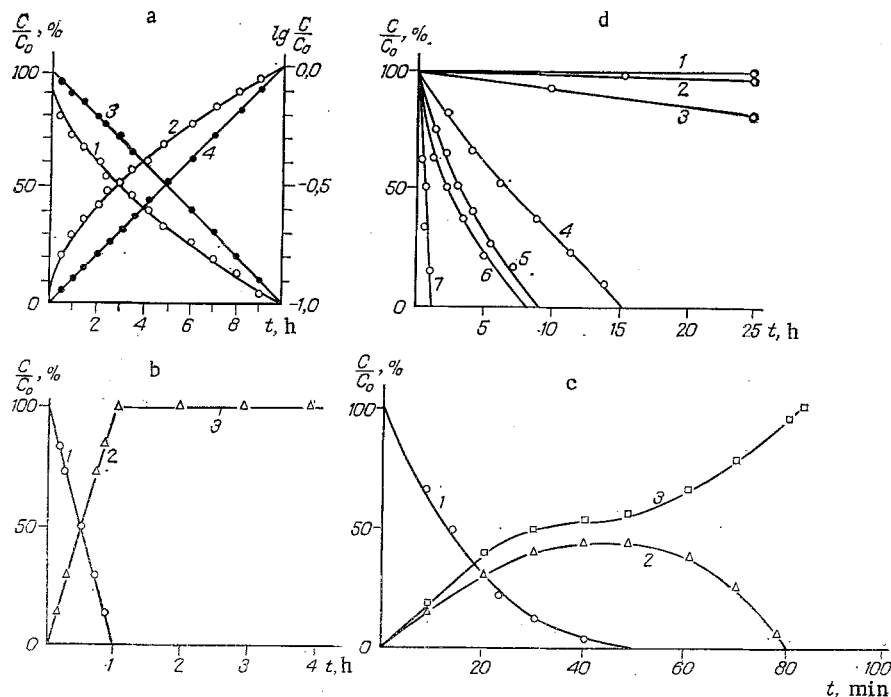 a
C/C₀, %
lg C/C₀
100
50
0
0,0
-0,5
-1,0
1
2
3
4
2 4 6 8 t, h
d
C/C₀, %
100
50
0
1
2
3
4
5
6
7
5 10 15 20 25 t, h
b
C/C₀, %
100
50
0
1
2
3
1 2 3 4 t, h
c
C/C₀, %
100
50
0
1
2
3
20 40 60 80 100
t, min